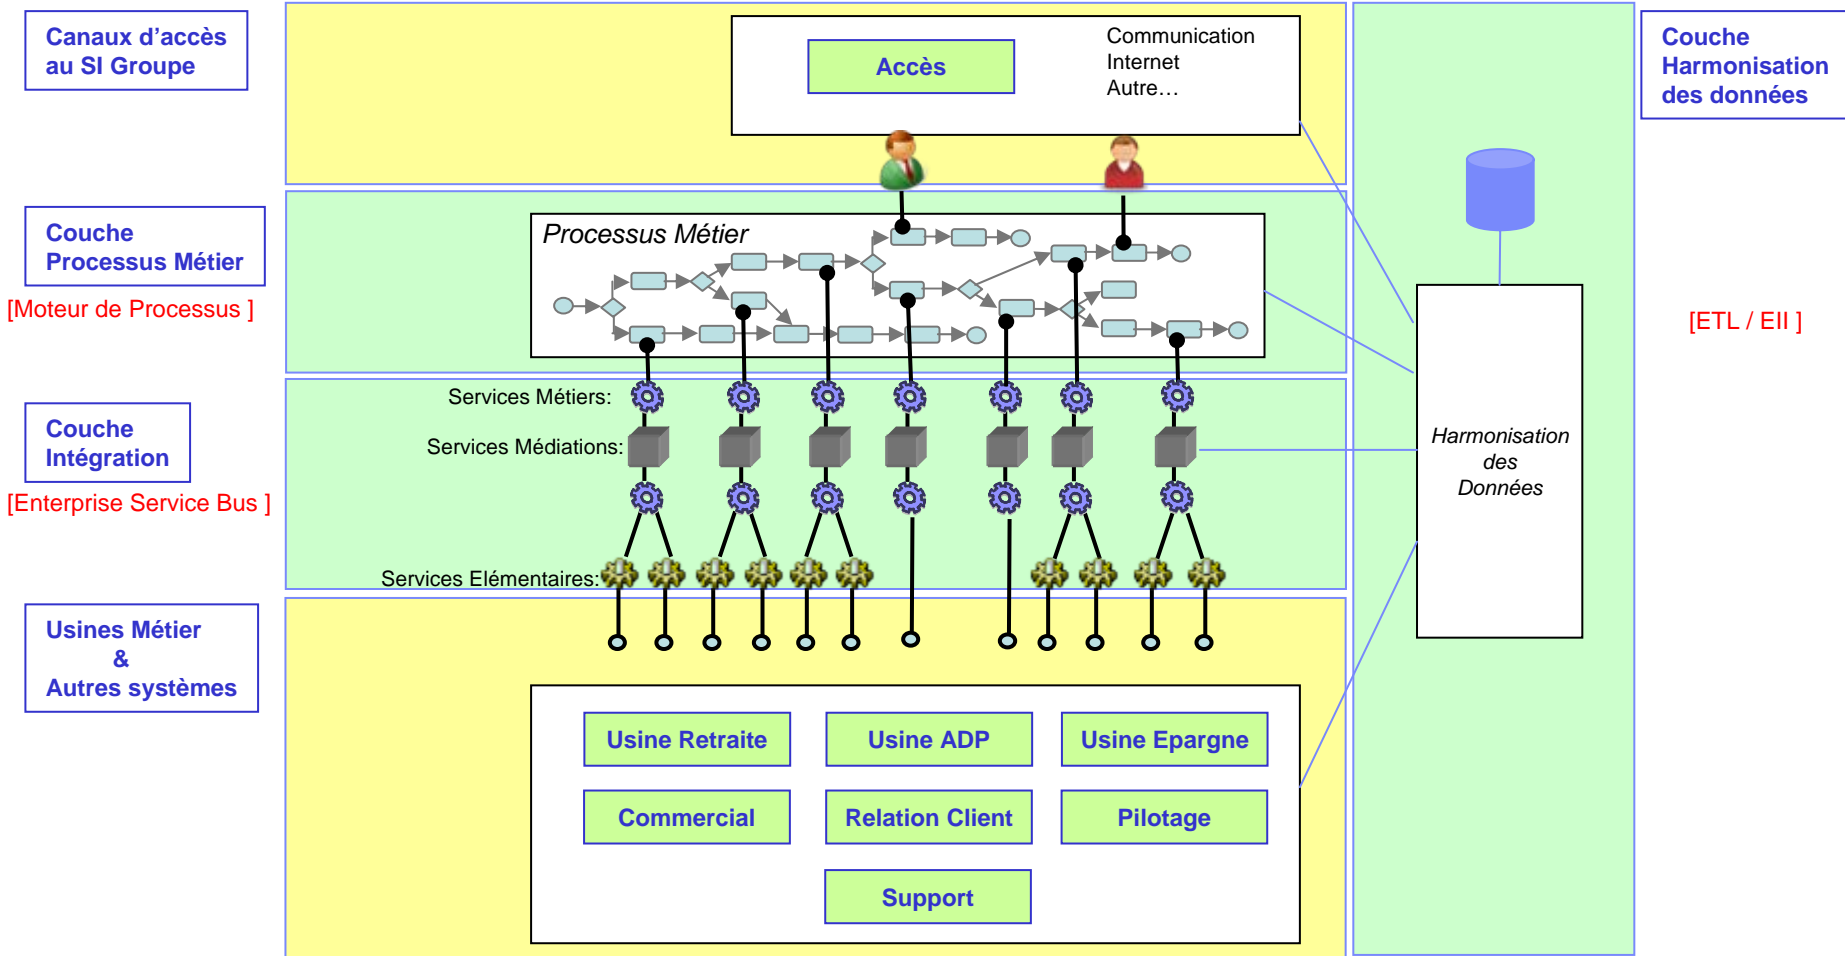 Canaux d’accès
au SI Groupe
Accès
Communication
Internet
Autre…
Couche
Harmonisation
des données
Couche
Processus Métier
[Moteur de Processus ]
Processus Métier
[ETL / EII ]
Couche
Intégration
[Enterprise Service Bus ]
Services Métiers:
Services Médiations:
Services Elémentaires:
Harmonisation
des
Données
Usines Métier
&
Autres systèmes
Usine Retraite
Usine ADP
Usine Epargne
Commercial
Relation Client
Pilotage
Support